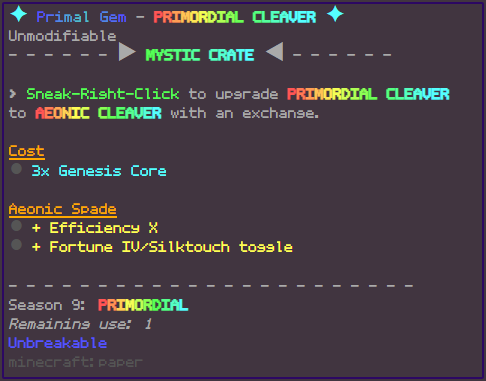 ✦ Primal Gem - PRIMORDIAL CLEAVER ✦
Unmodifiable
- - - - - - ▶ MYSTIC CRATE ◀ - - - - - -
> Sneak-Right-Click to upgrade PRIMORDIAL CLEAVER
to AEONIC CLEAVER with an exchange.
Cost
● 3x Genesis Core
Aeonic Spade
● + Efficiency X
● + Fortune IV/Silktouch toggle
- - - - - - - - - - - - - - - - - - - - - - - -
Season 9: PRIMORDIAL
Remaining use: 1
Unbreakable
minecraft:paper